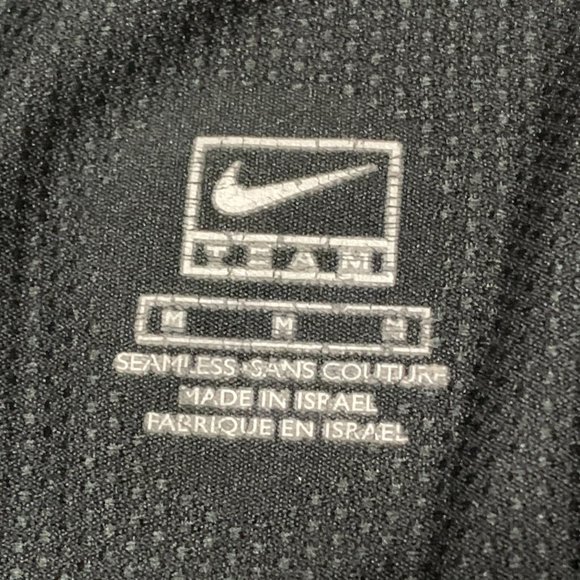 TEAM
M M M
SEAMLESS SANS COUTURE
MADE IN ISRAEL
FABRIQUE EN ISRAEL